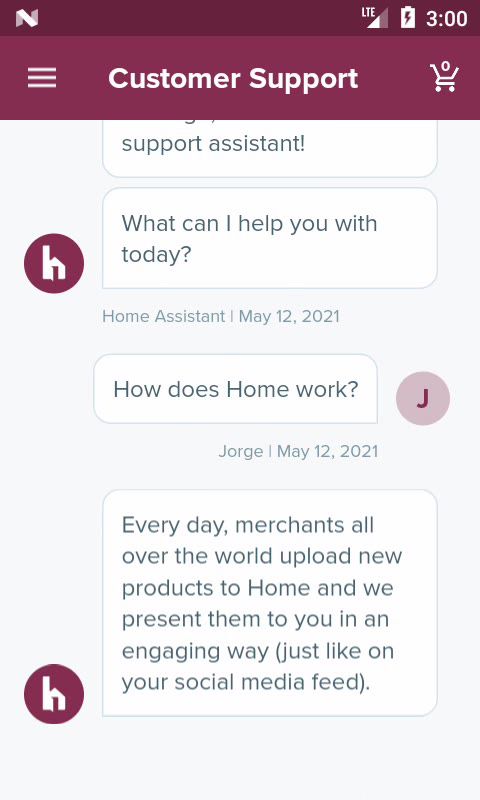 LTE
3:00
Customer Support
0
support assistant!
What can I help you with
today?
h
Home Assistant | May 12, 2021
How does Home work?
J
Jorge | May 12, 2021
Every day, merchants all
over the world upload new
products to Home and we
present them to you in an
engaging way (just like on
your social media feed).
h